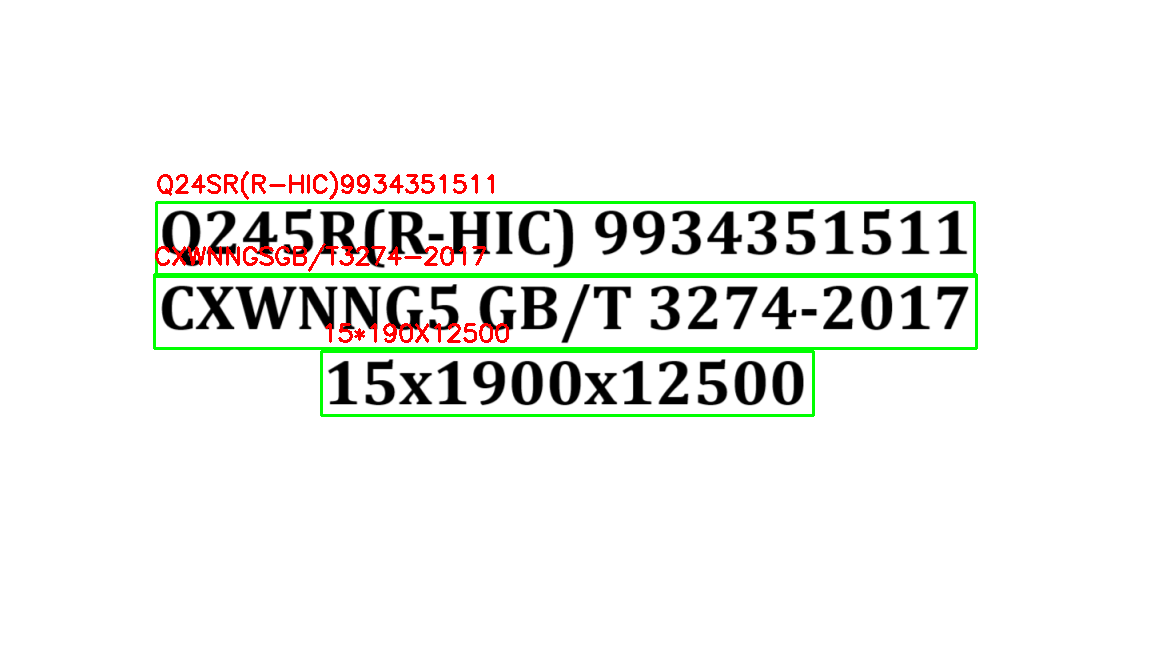 Q24SR(R-HIC)9934351511
Q245R(R-HIC) 9934351511
CXWNNGSGB/T3274-2017
CXWNNG5 GB/T 3274-2017
15*190X12500
15x1900x12500